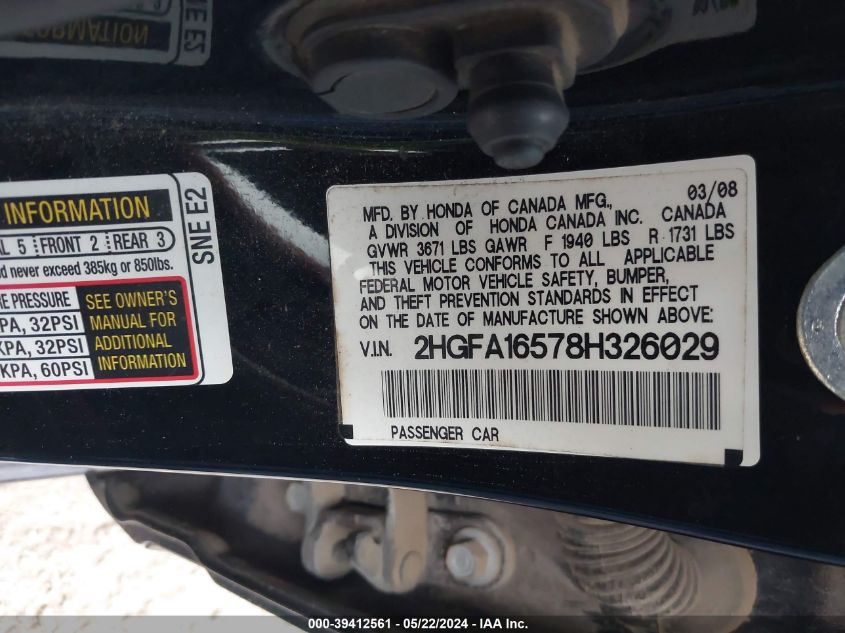 INFORMATION
AL 5 FRONT 2 REAR 3
d never exceed 385kg or 850lbs.
RE PRESSURE
SEE OWNER'S
MANUAL FOR
ADDITIONAL
INFORMATION
KPA, 32PSI
KPA, 32PSI
KPA, 60PSI
SNE E2
03/08
MFD. BY HONDA OF CANADA MFG.,
A DIVISION OF HONDA CANADA INC. CANADA
GVWR 3671 LBS GAWR F 1940 LBS R 1731 LBS
THIS VEHICLE CONFORMS TO ALL APPLICABLE
FEDERAL MOTOR VEHICLE SAFETY, BUMPER,
AND THEFT PREVENTION STANDARDS IN EFFECT
ON THE DATE OF MANUFACTURE SHOWN ABOVE:
V.I.N. 2HGFA16578H326029
PASSENGER CAR
000-39412561 - 05/22/2024 - IAA Inc.